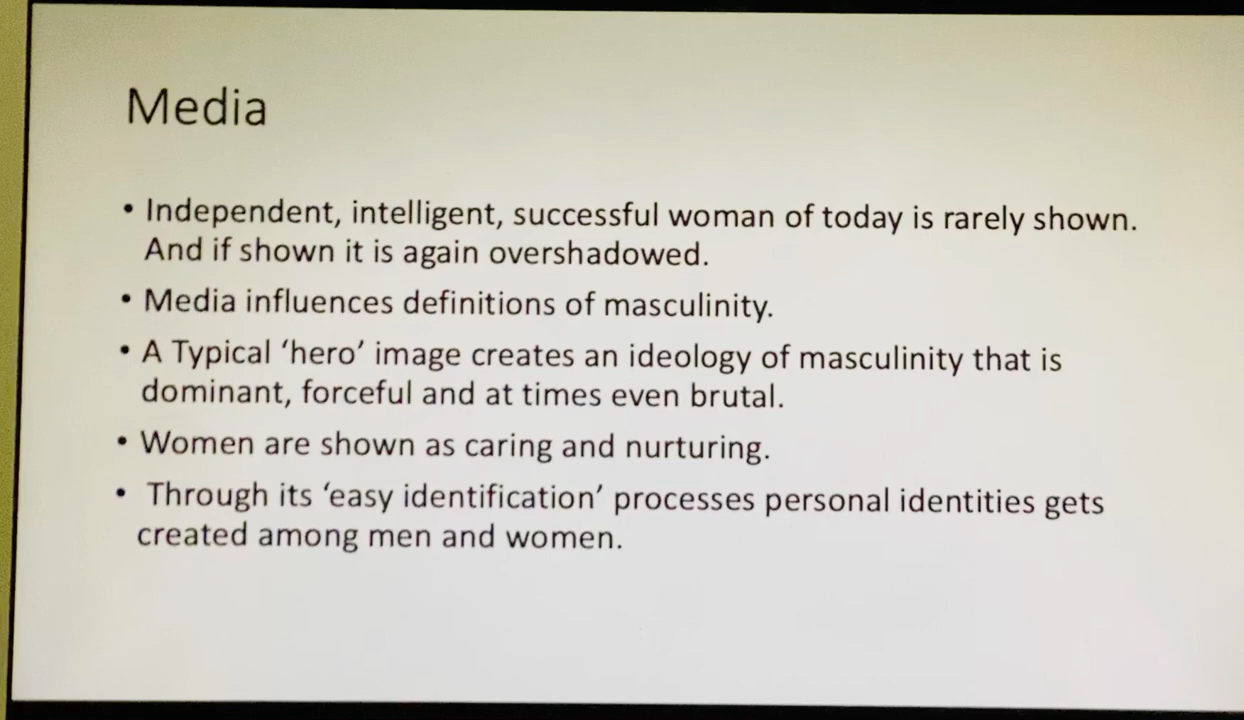 Media
• Independent, intelligent, successful woman of today is rarely shown.
And if shown it is again overshadowed.
• Media influences definitions of masculinity.
• A Typical ‘hero’ image creates an ideology of masculinity that is
dominant, forceful and at times even brutal.
• Women are shown as caring and nurturing.
• Through its ‘easy identification’ processes personal identities gets
created among men and women.